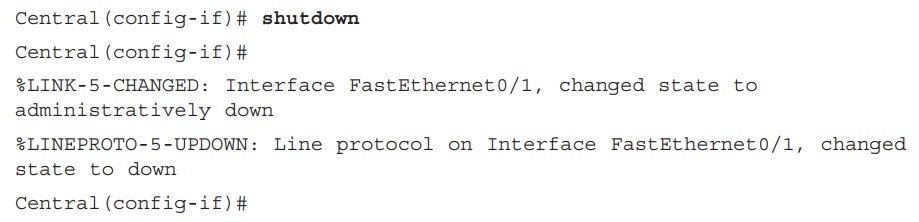 Central(config-if)# shutdown
Central(config-if)#
%LINK-5-CHANGED: Interface FastEthernet0/1, changed state to
administratively down
%LINEPROTO-5-UPDOWN: Line protocol on Interface FastEthernet0/1, changed
state to down
Central(config-if)#